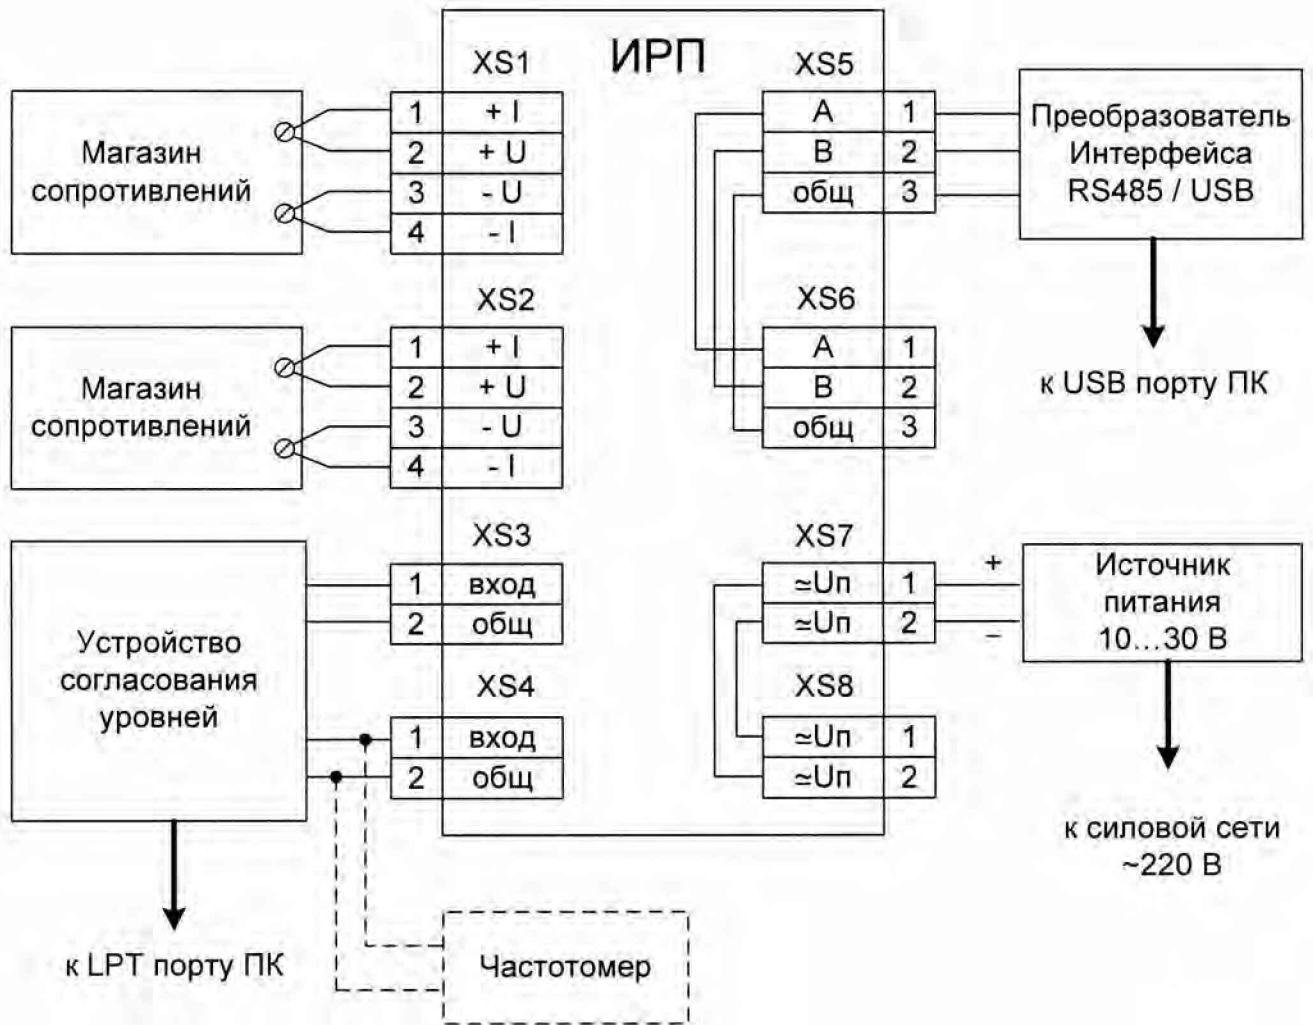 ИРП
XS1
1 + I
2 + U
3 - U
4 - I
Магазин
сопротивлений
XS2
1 + I
2 + U
3 - U
4 - I
Магазин
сопротивлений
XS3
1 вход
2 общ
XS4
1 вход
2 общ
Устройство
согласования
уровней
к LPT порту ПК
Частотомер
XS5
A 1
B 2
общ 3
Преобразователь
Интерфейса
RS485 / USB
к USB порту ПК
XS6
A 1
B 2
общ 3
XS7
≃Uп 1
≃Uп 2
+
−
Источник
питания
10...30 В
XS8
≃Uп 1
≃Uп 2
к силовой сети
~220 В